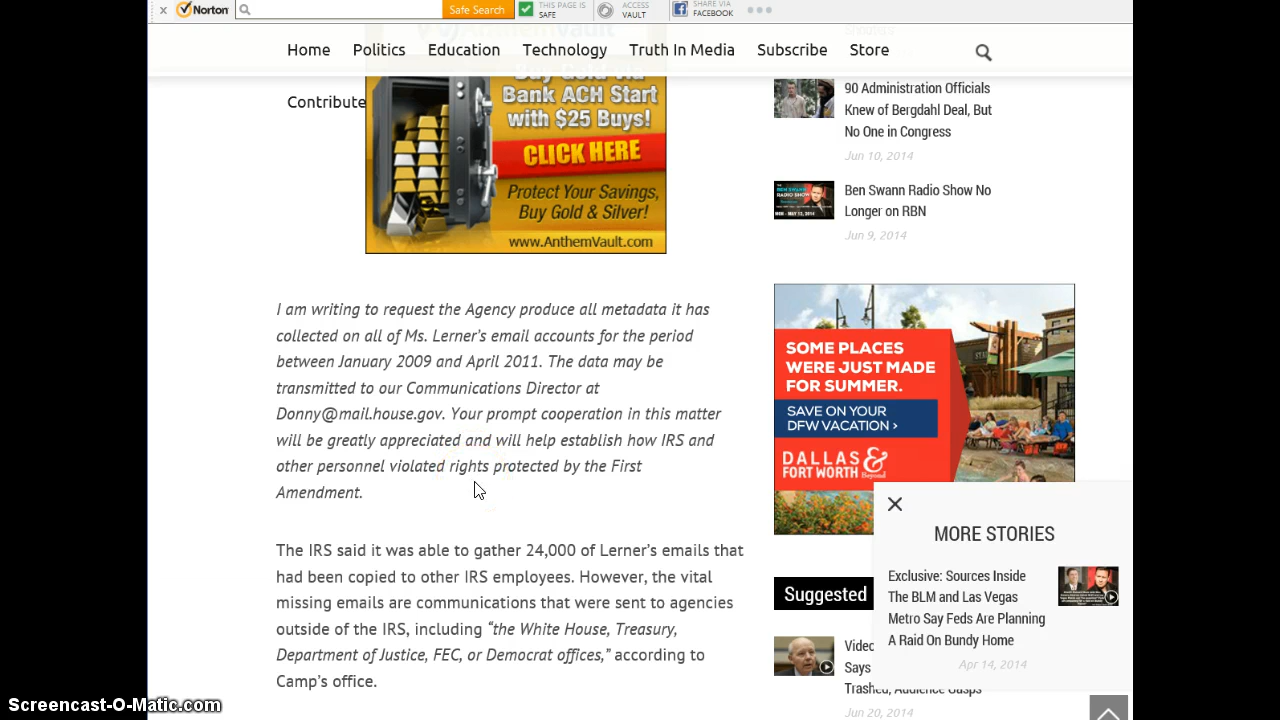 Norton
Safe Search
THIS PAGE IS
SAFE
ACCESS
VAULT
SHARE VIA
FACEBOOK
Home
Politics
Education
Technology
Truth In Media
Subscribe
Store
Contribute
Buy Gold via
Bank ACH Start
with $25 Buys!
CLICK HERE
Protect Your Savings,
Buy Gold & Silver!
www.AnthemVault.com
I am writing to request the Agency produce all metadata it has
collected on all of Ms. Lerner’s email accounts for the period
between January 2009 and April 2011. The data may be
transmitted to our Communications Director at
Donny@mail.house.gov. Your prompt cooperation in this matter
will be greatly appreciated and will help establish how IRS and
other personnel violated rights protected by the First
Amendment.
The IRS said it was able to gather 24,000 of Lerner’s emails that
had been copied to other IRS employees. However, the vital
missing emails are communications that were sent to agencies
outside of the IRS, including “the White House, Treasury,
Department of Justice, FEC, or Democrat offices,” according to
Camp’s office.
90 Administration Officials
Knew of Bergdahl Deal, But
No One in Congress
Jun 10, 2014
Ben Swann Radio Show No
Longer on RBN
Jun 9, 2014
SOME PLACES
WERE JUST MADE
FOR SUMMER.
SAVE ON YOUR
DFW VACATION >
DALLAS &
FORT WORTH
Suggested
Says
Trashed, Audience Gasps
Jun 20, 2014
MORE STORIES
Exclusive: Sources Inside
The BLM and Las Vegas
Metro Say Feds Are Planning
A Raid On Bundy Home
Apr 14, 2014
Screencast-O-Matic.com